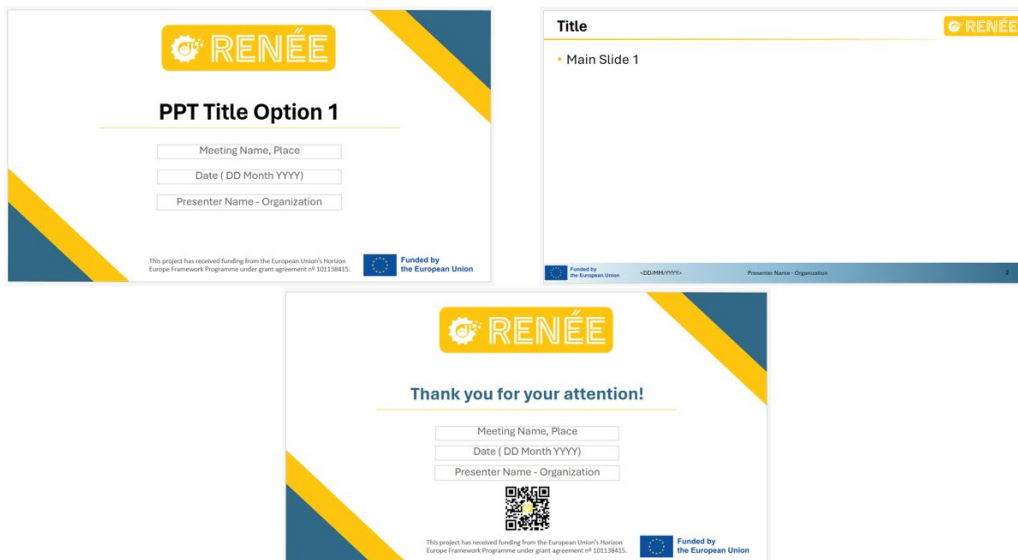 RENÉE
PPT Title Option 1
Meeting Name, Place
Date ( DD Month YYYY)
Presenter Name - Organization
This project has received funding from the European Union's Horizon
Europe Framework Programme under grant agreement nº 101138415.
Funded by
the European Union
Title
RENÉE
• Main Slide 1
Funded by
the European Union
<DD/MM/YYYY>
Presenter Name - Organization
2
RENÉE
Thank you for your attention!
Meeting Name, Place
Date ( DD Month YYYY)
Presenter Name - Organization
This project has received funding from the European Union's Horizon
Europe Framework Programme under grant agreement nº 101138415.
Funded by
the European Union